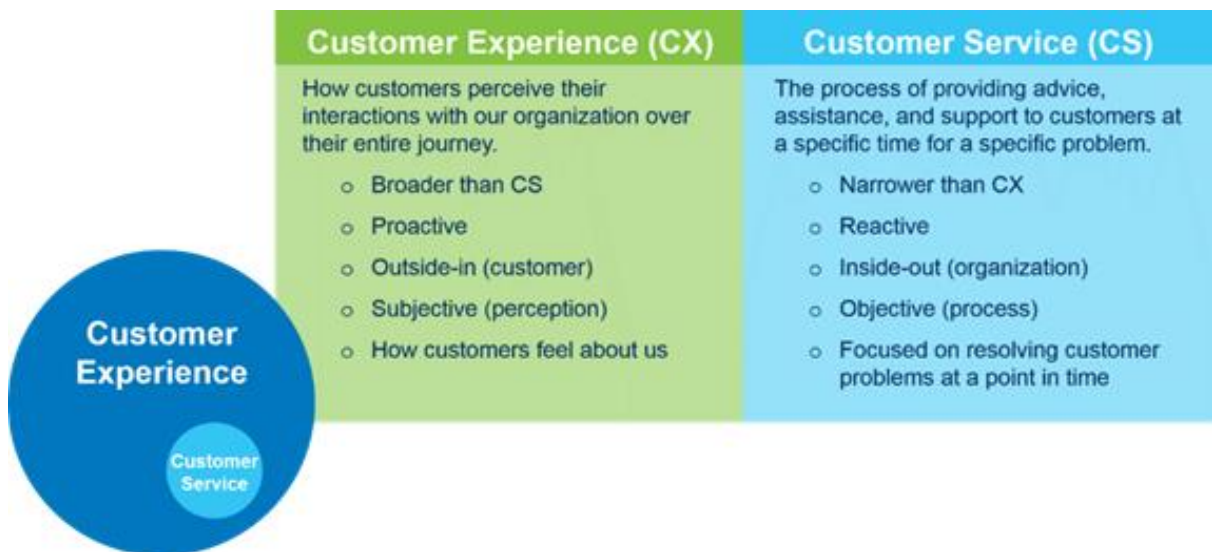 Customer Experience (CX)
How customers perceive their
interactions with our organization over
their entire journey.
o Broader than CS
o Proactive
o Outside-in (customer)
o Subjective (perception)
o How customers feel about us
Customer Service (CS)
The process of providing advice,
assistance, and support to customers at
a specific time for a specific problem.
o Narrower than CX
o Reactive
o Inside-out (organization)
o Objective (process)
o Focused on resolving customer
problems at a point in time
Customer
Experience
Customer
Service